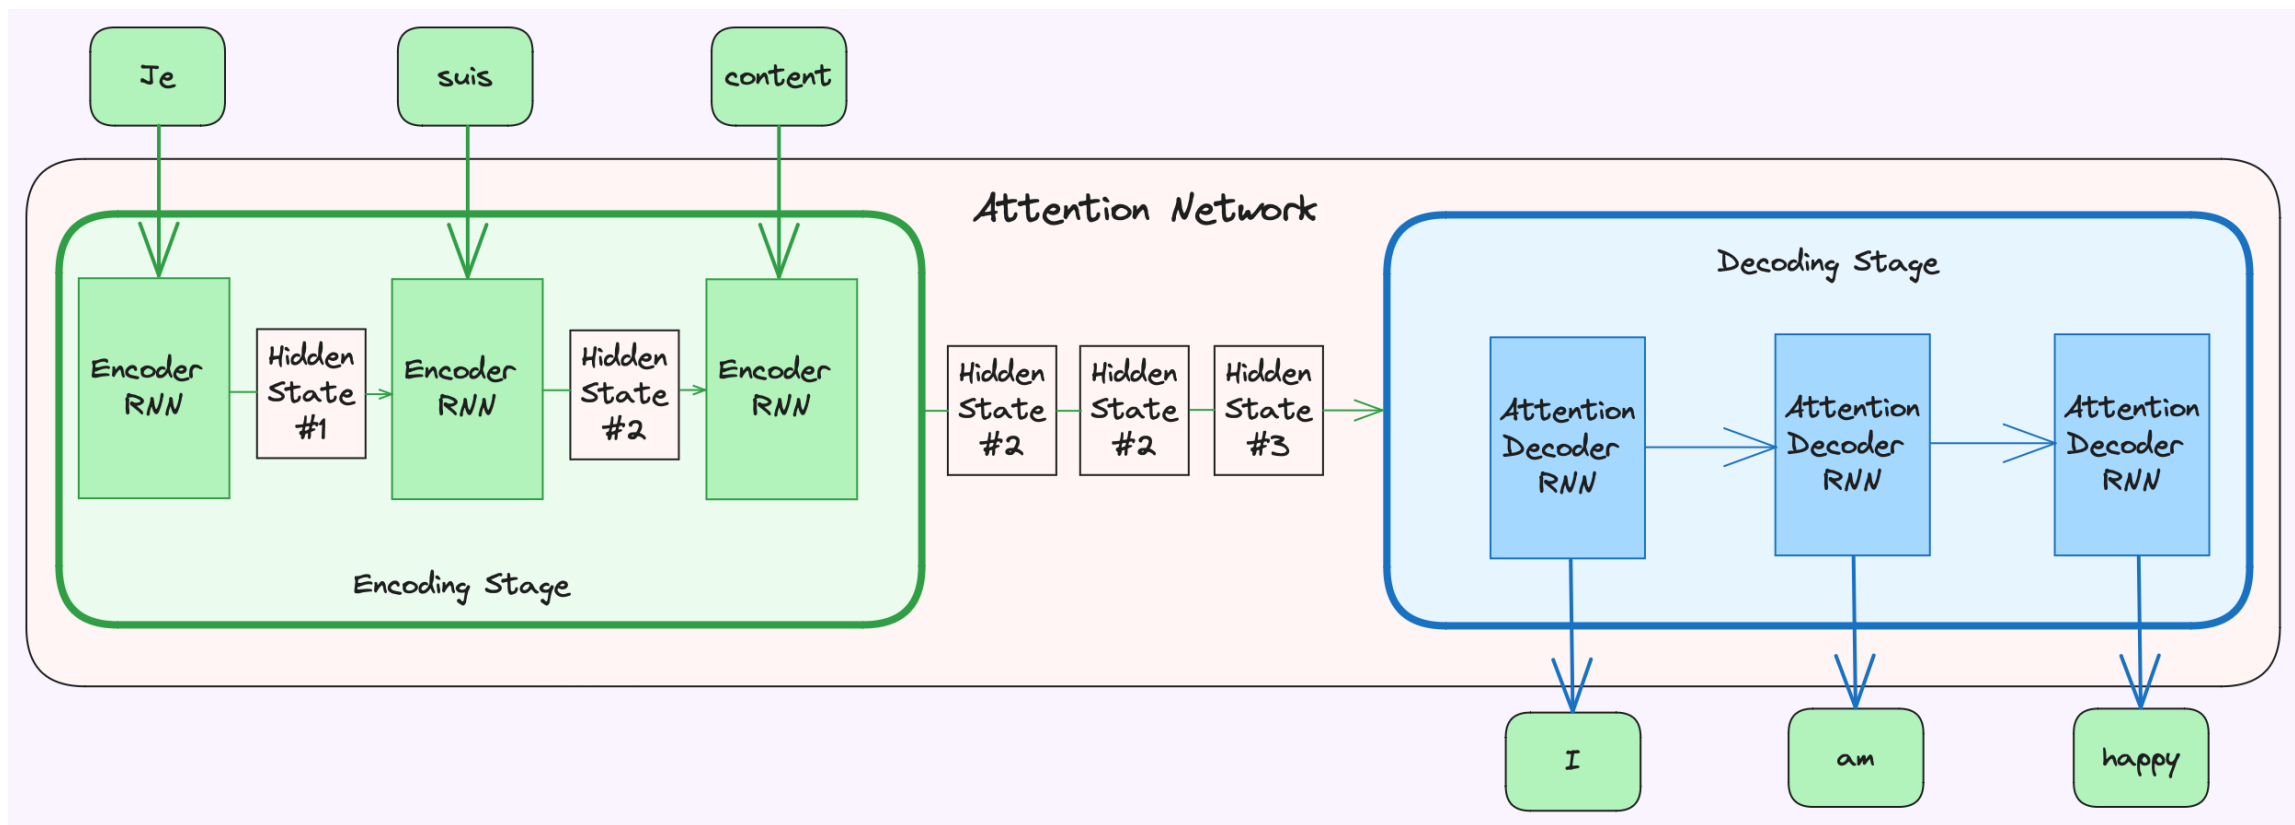 Je
suis
content
Attention Network
Encoder
RNN
Hidden
State
#1
Encoder
RNN
Hidden
State
#2
Encoder
RNN
Encoding Stage
Hidden
State
#2
Hidden
State
#2
Hidden
State
#3
Decoding Stage
Attention
Decoder
RNN
Attention
Decoder
RNN
Attention
Decoder
RNN
I
am
happy